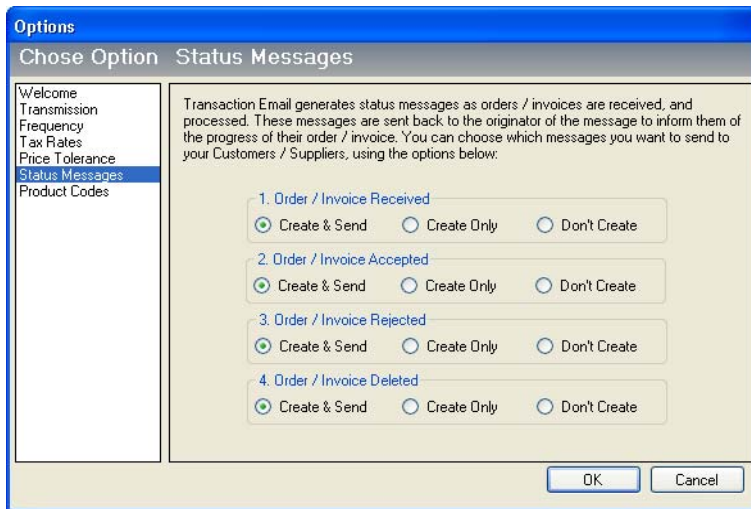 Options
Chose Option Status Messages
Welcome
Transmission
Frequency
Tax Rates
Price Tolerance
Status Messages
Product Codes
Transaction Email generates status messages as orders / invoices are received, and
processed. These messages are sent back to the originator of the message to inform them of
the progress of their order / invoice. You can choose which messages you want to send to
your Customers / Suppliers, using the options below:
1. Order / Invoice Received
Create & Send Create Only Don't Create
2. Order / Invoice Accepted
Create & Send Create Only Don't Create
3. Order / Invoice Rejected
Create & Send Create Only Don't Create
4. Order / Invoice Deleted
Create & Send Create Only Don't Create
OK Cancel